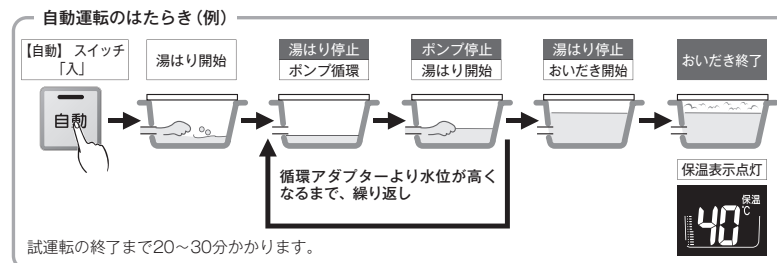 自動運転のはたらき（例）
【自動】 スイッチ
「入」
自動
湯はり開始
湯はり停止
ポンプ循環
ポンプ停止
湯はり開始
湯はり停止
おいだき開始
おいだき終了
循環アダプターより水位が高く
なるまで、繰り返し
保温表示点灯
保温
40℃
試運転の終了まで20～30分かかります。